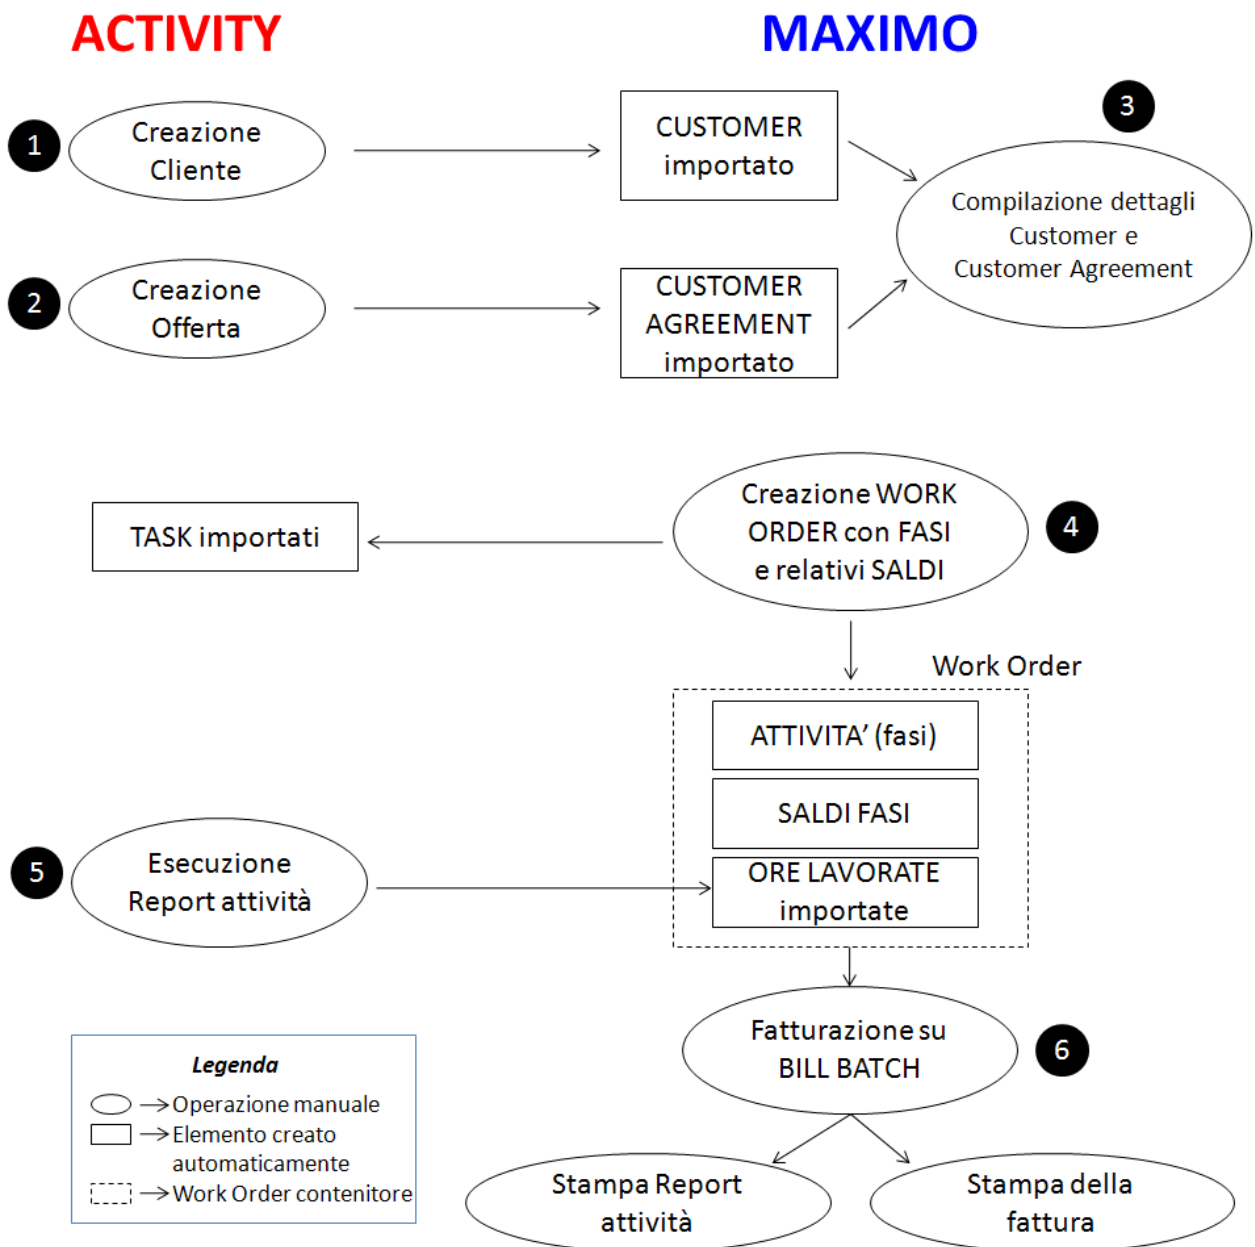 ACTIVITY
MAXIMO
1
Creazione
Cliente
CUSTOMER
importato
3
Compilazione dettagli
Customer e
Customer Agreement
2
Creazione
Offerta
CUSTOMER
AGREEMENT
importato
TASK importati
Creazione WORK
ORDER con FASI
e relativi SALDI
4
Work Order
ATTIVITA’ (fasi)
SALDI FASI
ORE LAVORATE
importate
5
Esecuzione
Report attività
Fatturazione su
BILL BATCH
6
Legenda
Operazione manuale
Elemento creato
automaticamente
Work Order contenitore
Stampa Report
attività
Stampa della
fattura